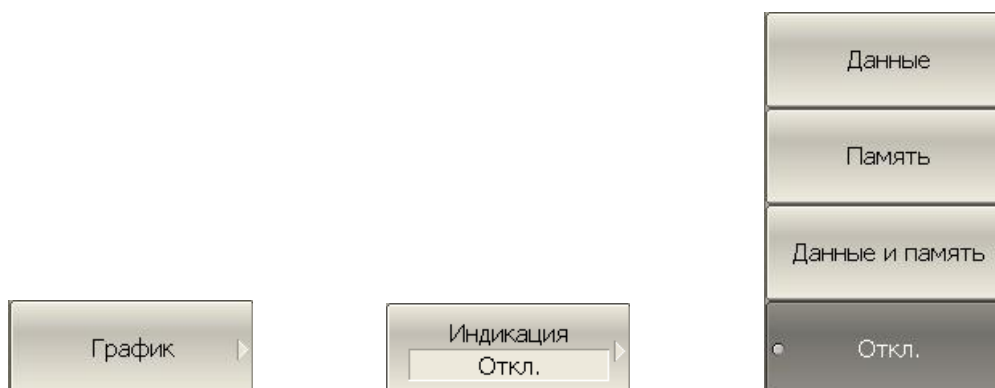 График
Индикация
Откл.
Данные
Память
Данные и память
Откл.